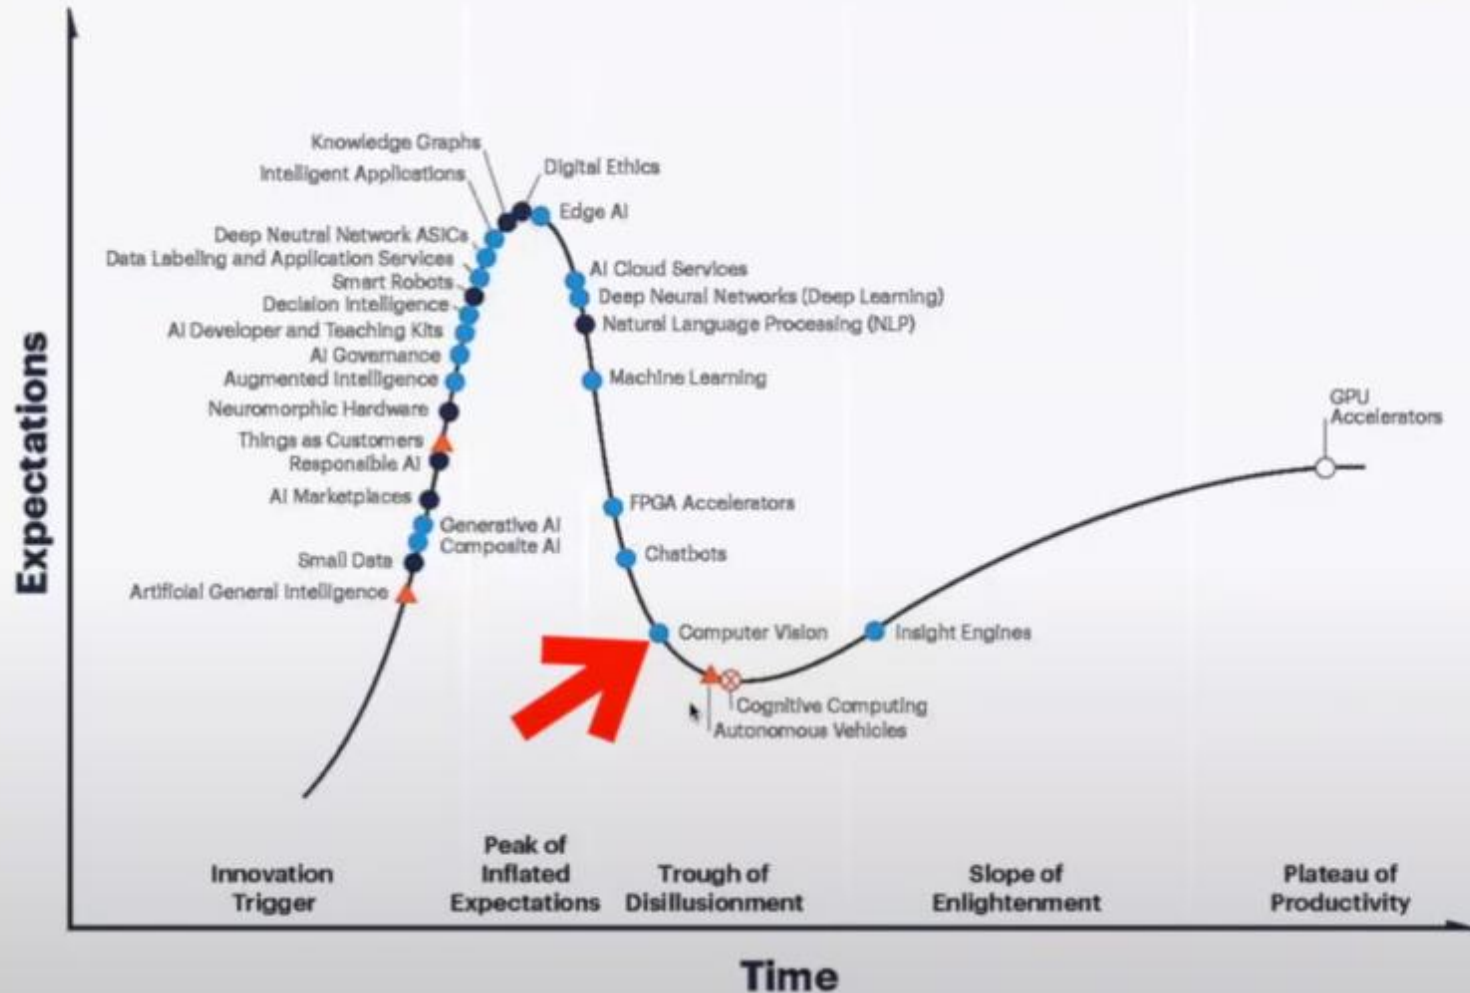 Expectations
Knowledge Graphs
Digital Ethics
Intelligent Applications
Edge AI
Deep Neutral Network ASICs
Data Labeling and Application Services
Smart Robots
Decision Intelligence
AI Developer and Teaching Kits
AI Governance
Augmented Intelligence
Neuromorphic Hardware
Things as Customers
Responsible AI
AI Marketplaces
Generative AI
Composite AI
Small Data
Artificial General Intelligence
AI Cloud Services
Deep Neural Networks (Deep Learning)
Natural Language Processing (NLP)
Machine Learning
FPGA Accelerators
Chatbots
Computer Vision
Cognitive Computing
Autonomous Vehicles
Insight Engines
GPU
Accelerators
Innovation
Trigger
Peak of
Inflated
Expectations
Trough of
Disillusionment
Slope of
Enlightenment
Plateau of
Productivity
Time